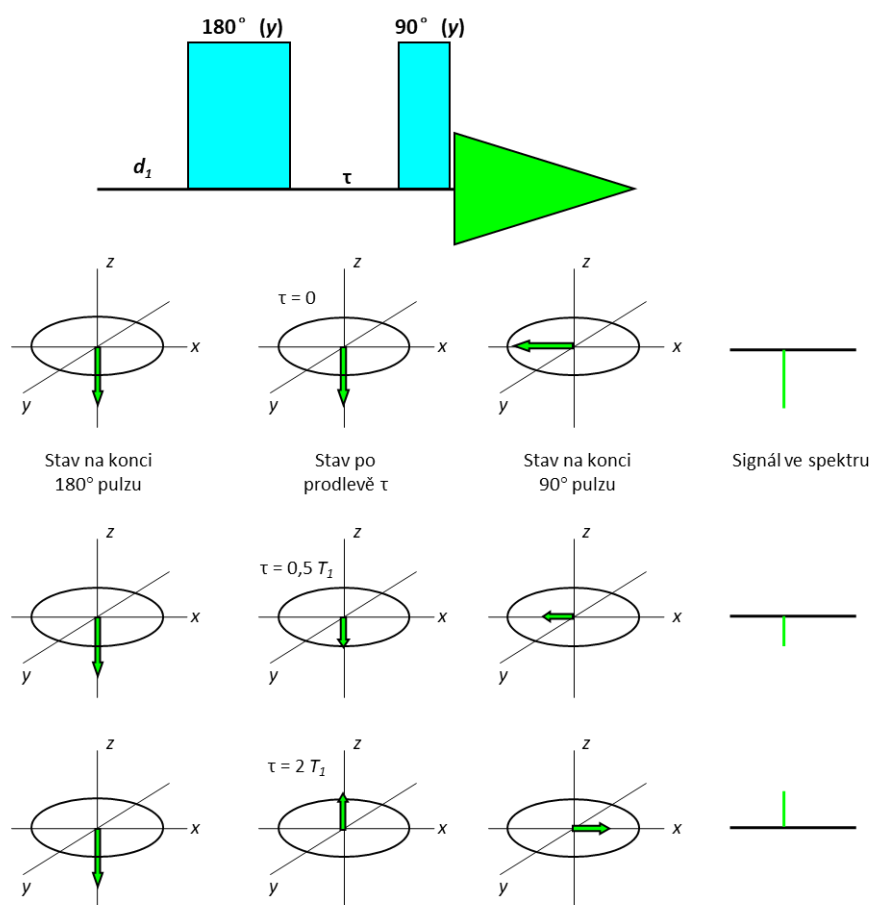 180° (y)
90° (y)
d1
τ
z
x
y
τ = 0
z
x
y
z
x
y
Stav na konci
180° pulzu
Stav po
prodlevě τ
Stav na konci
90° pulzu
Signál ve spektru
z
x
y
τ = 0,5 T1
z
x
y
z
x
y
z
x
y
τ = 2 T1
z
x
y
z
x
y